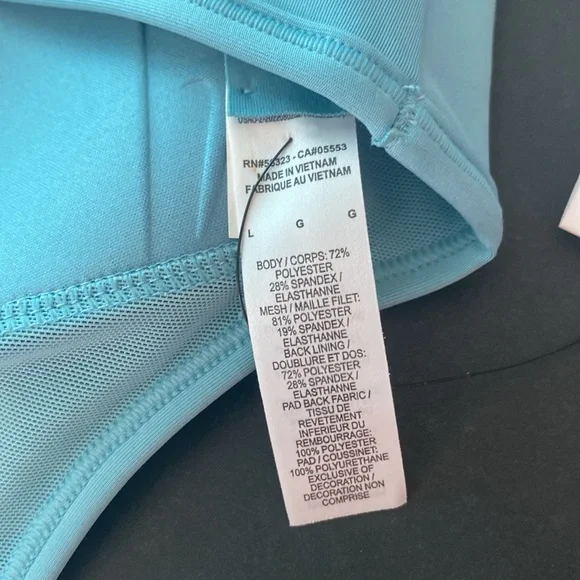 RN#55323 - CA#05553
MADE IN VIETNAM
FABRIQUE AU VIETNAM
L G G
BODY / CORPS: 72%
POLYESTER
28% SPANDEX /
ELASTHANNE
MESH / MAILLE FILET:
81% POLYESTER
19% SPANDEX /
ELASTHANNE
BACK LINING /
DOUBLURE ET DOS:
72% POLYESTER
28% SPANDEX /
ELASTHANNE
PAD BACK FABRIC /
TISSU DE
REVETEMENT
INFERIEUR DU
REMBOURRAGE:
100% POLYESTER
PAD / COUSSINET:
100% POLYURETHANE
EXCLUSIVE OF
DECORATION /
DECORATION NON
COMPRISE